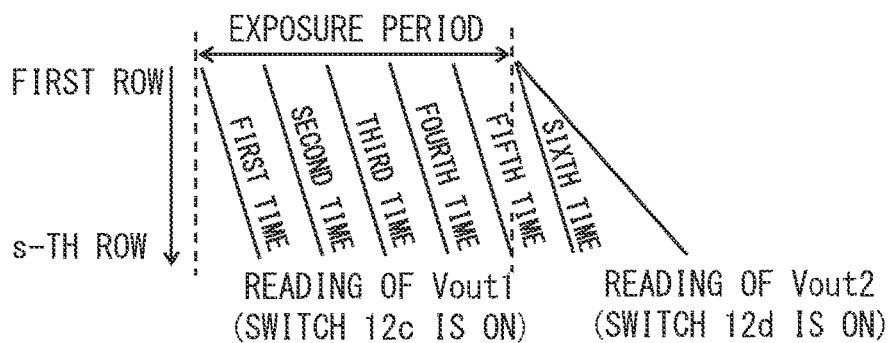 EXPOSURE PERIOD
FIRST ROW
FIRST TIME
SECOND TIME
THIRD TIME
FOURTH TIME
FIFTH TIME
SIXTH TIME
s-TH ROW
READING OF Vout1
(SWITCH 12c IS ON)
READING OF Vout2
(SWITCH 12d IS ON)